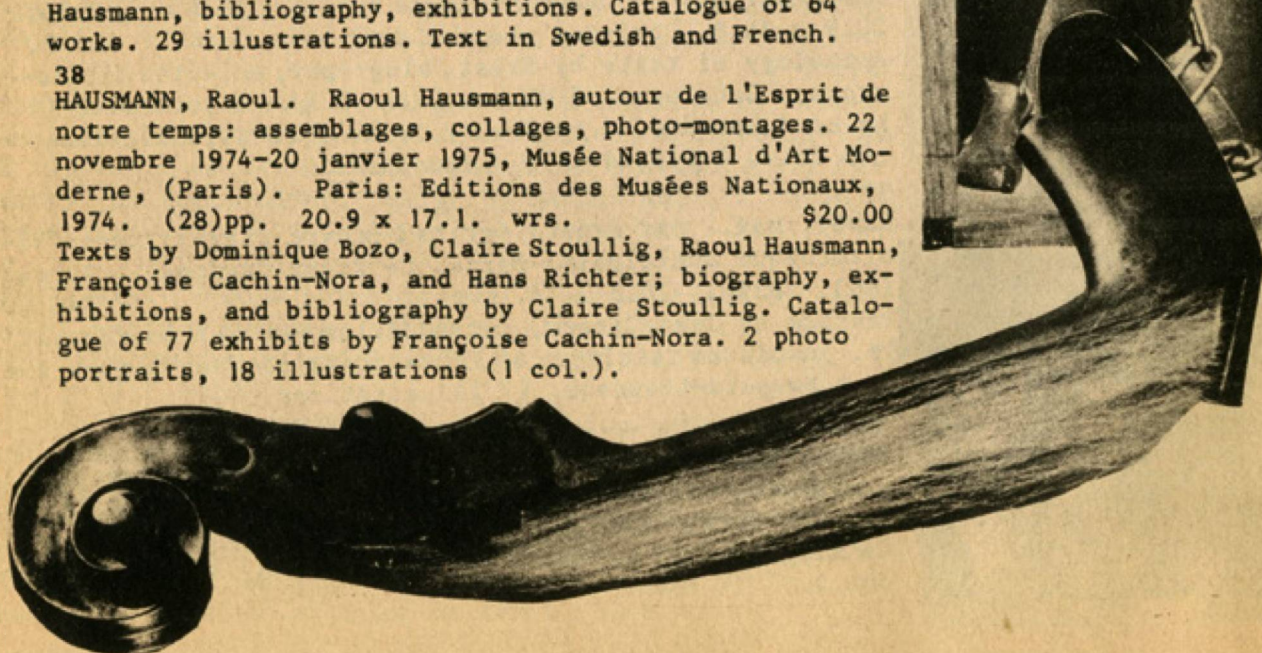 Hausmann, bibliography, exhibitions. Catalogue of 64
works. 29 illustrations. Text in Swedish and French.
38
HAUSMANN, Raoul. Raoul Hausmann, autour de l'Esprit de
notre temps: assemblages, collages, photo-montages. 22
novembre 1974-20 janvier 1975, Musée National d'Art Mo-
derne, (Paris). Paris: Editions des Musées Nationaux,
1974. (28)pp. 20.9 x 17.1. wrs. $20.00
Texts by Dominique Bozo, Claire Stoullig, Raoul Hausmann,
Françoise Cachin-Nora, and Hans Richter; biography, ex-
hibitions, and bibliography by Claire Stoullig. Catalo-
gue of 77 exhibits by Françoise Cachin-Nora. 2 photo
portraits, 18 illustrations (1 col.).